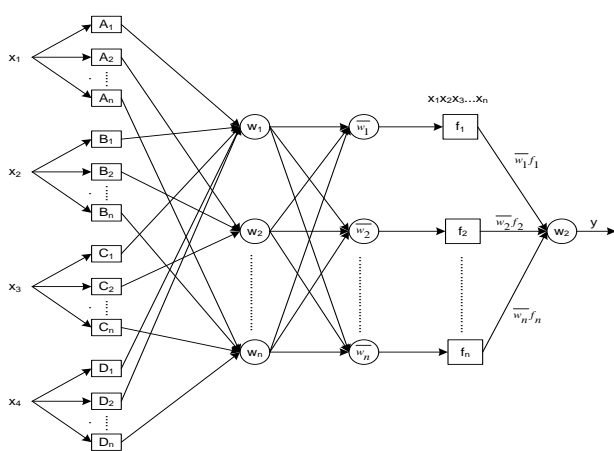 x₁
A₁
A₂
Aₙ
x₂
B₁
B₂
Bₙ
x₃
C₁
C₂
Cₙ
x₄
D₁
D₂
Dₙ
w₁
w₂
wₙ
w̅₁
w̅₂
w̅ₙ
x₁x₂x₃...xₙ
f₁
f₂
fₙ
w̅₁f₁
w̅₂f₂
w̅ₙfₙ
w₂
y